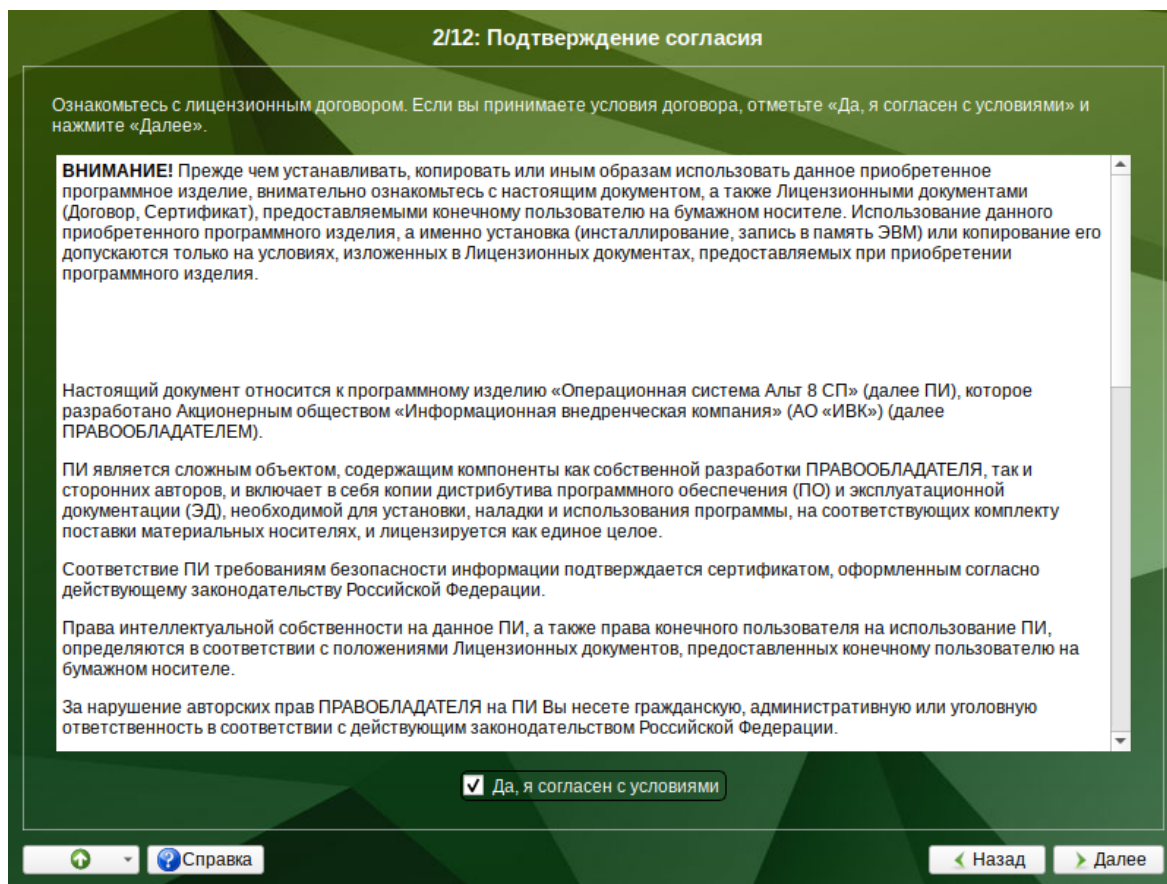 2/12: Подтверждение согласия
Ознакомьтесь с лицензионным договором. Если вы принимаете условия договора, отметьте «Да, я согласен с условиями» и
нажмите «Далее».
ВНИМАНИЕ! Прежде чем устанавливать, копировать или иным образам использовать данное приобретенное
программное изделие, внимательно ознакомьтесь с настоящим документом, а также Лицензионными документами
(Договор, Сертификат), предоставляемыми конечному пользователю на бумажном носителе. Использование данного
приобретенного программного изделия, а именно установка (инсталлирование, запись в память ЭВМ) или копирование его
допускаются только на условиях, изложенных в Лицензионных документах, предоставляемых при приобретении
программного изделия.
Настоящий документ относится к программному изделию «Операционная система Альт 8 СП» (далее ПИ), которое
разработано Акционерным обществом «Информационная внедренческая компания» (АО «ИВК») (далее
ПРАВООБЛАДАТЕЛЕМ).
ПИ является сложным объектом, содержащим компоненты как собственной разработки ПРАВООБЛАДАТЕЛЯ, так и
сторонних авторов, и включает в себя копии дистрибутива программного обеспечения (ПО) и эксплуатационной
документации (ЭД), необходимой для установки, наладки и использования программы, на соответствующих комплекту
поставки материальных носителях, и лицензируется как единое целое.
Соответствие ПИ требованиям безопасности информации подтверждается сертификатом, оформленным согласно
действующему законодательству Российской Федерации.
Права интеллектуальной собственности на данное ПИ, а также права конечного пользователя на использование ПИ,
определяются в соответствии с положениями Лицензионных документов, предоставленных конечному пользователю на
бумажном носителе.
За нарушение авторских прав ПРАВОБЛАДАТЕЛЯ на ПИ Вы несете гражданскую, административную или уголовную
ответственность в соответствии с действующим законодательством Российской Федерации.
Да, я согласен с условиями
Справка
Назад
Далее